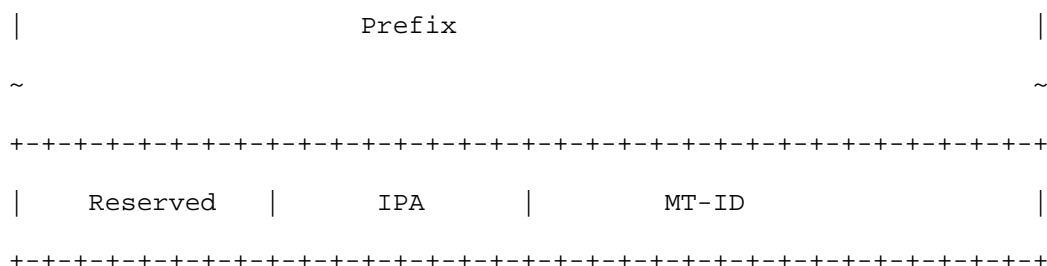 |                     Prefix                                    |
~                                                               ~
+-+-+-+-+-+-+-+-+-+-+-+-+-+-+-+-+-+-+-+-+-+-+-+-+-+-+-+-+-+-+-+-+
|    Reserved   |      IPA      |        MT-ID                  |
+-+-+-+-+-+-+-+-+-+-+-+-+-+-+-+-+-+-+-+-+-+-+-+-+-+-+-+-+-+-+-+-+